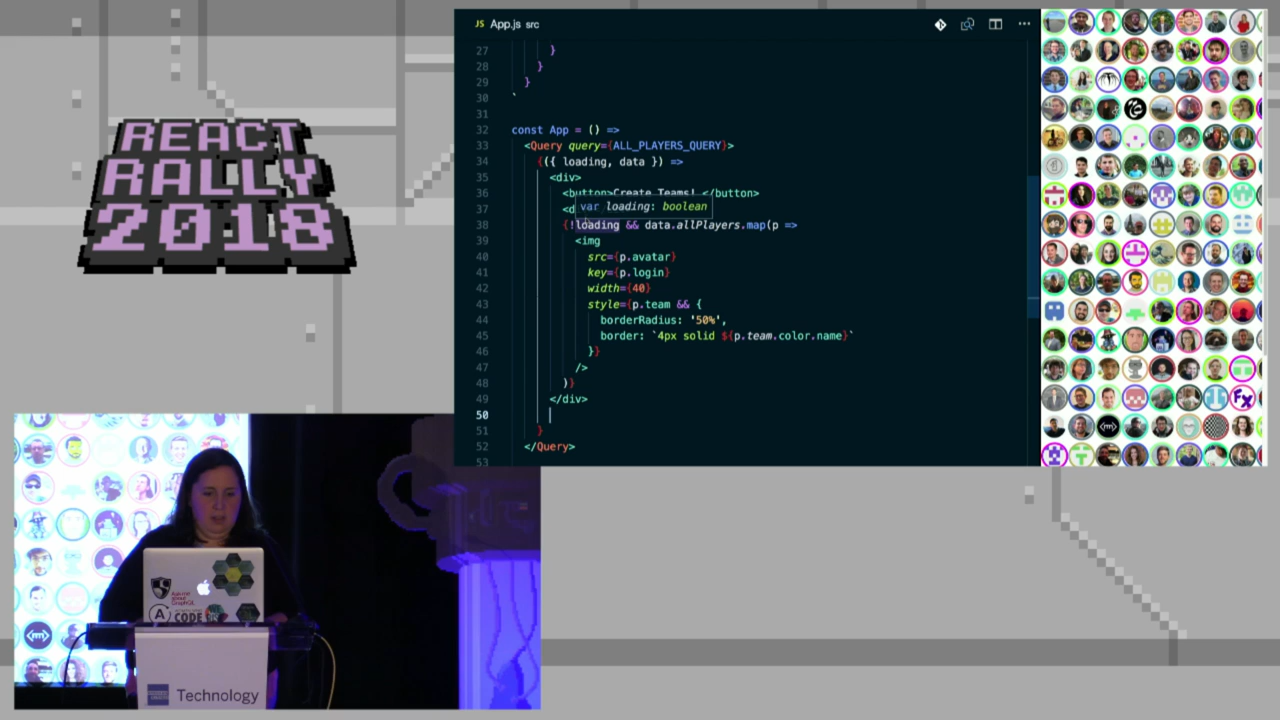 REACT
RALLY
2018
JS App.js src
27 }
28 }
29 }
30 `
31
32 const App = () =>
33 <Query query={ALL_PLAYERS_QUERY}>
34 {({ loading, data }) =>
35 <div>
36 <button>Create Teams! </button>
var loading: boolean
37 <d
38 {!loading && data.allPlayers.map(p =>
39 <img
40 src={p.avatar}
41 key={p.login}
42 width={40}
43 style={p.team && {
44 borderRadius: '50%',
45 border: `4px solid ${p.team.color.name}`
46 }}
47 />
48 )}
49 </div>
50
51 }
52 </Query>
53
FX
A
CODE
Technology